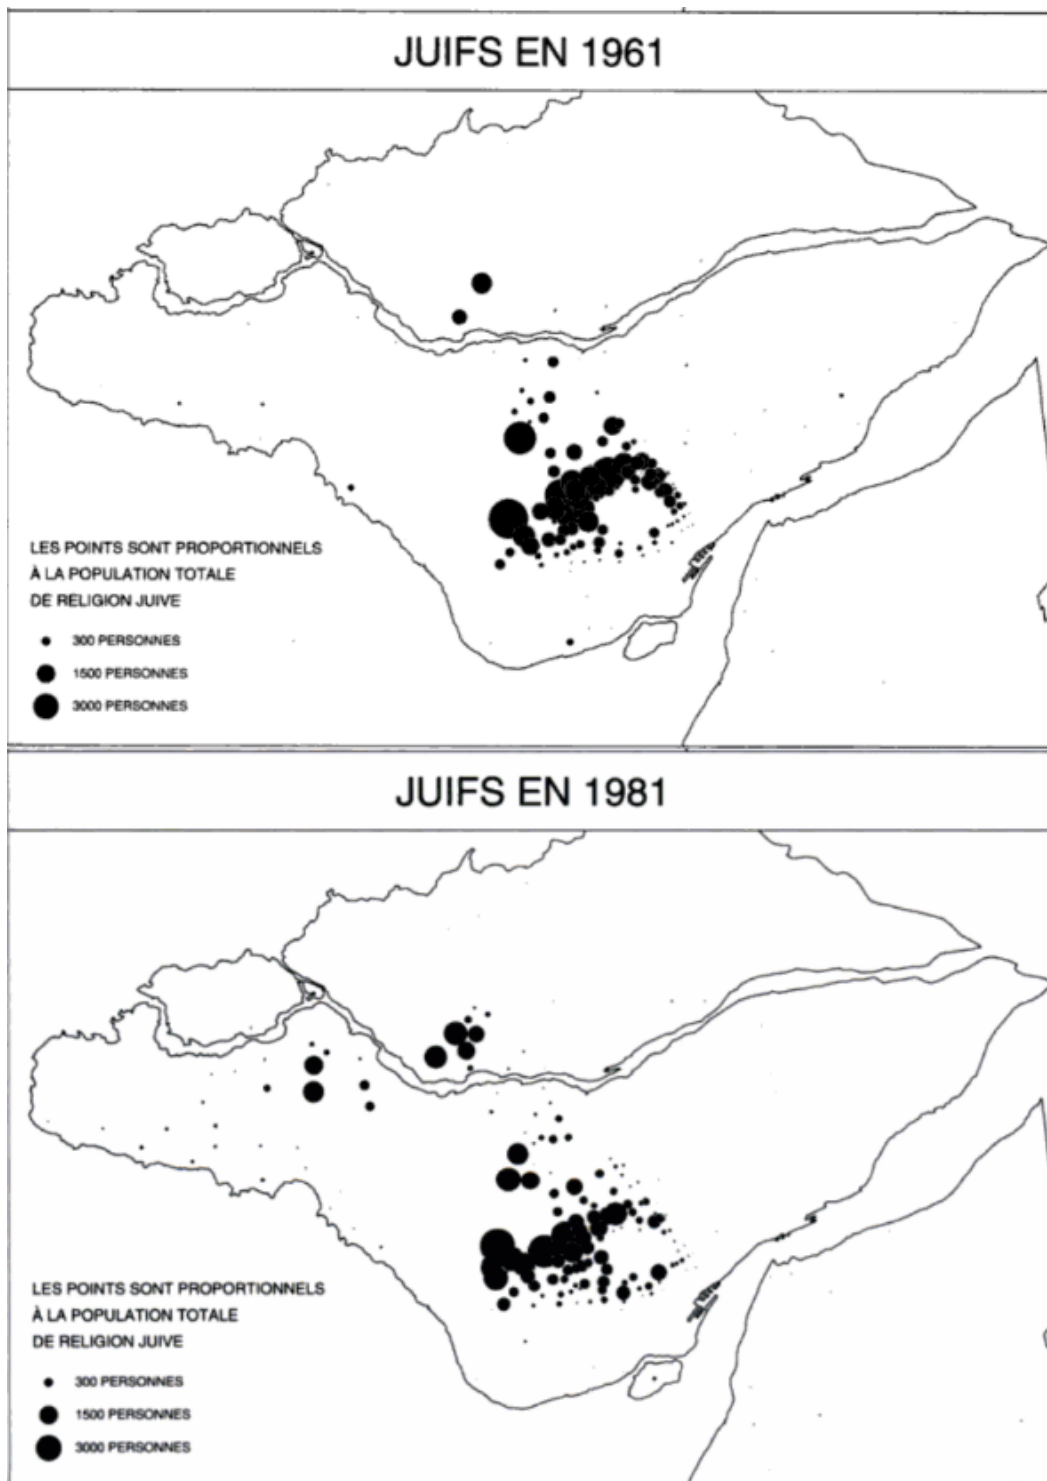 JUIFS EN 1961
LES POINTS SONT PROPORTIONNELS
À LA POPULATION TOTALE
DE RELIGION JUIVE
300 PERSONNES
1500 PERSONNES
3000 PERSONNES
JUIFS EN 1981
LES POINTS SONT PROPORTIONNELS
À LA POPULATION TOTALE
DE RELIGION JUIVE
300 PERSONNES
1500 PERSONNES
3000 PERSONNES